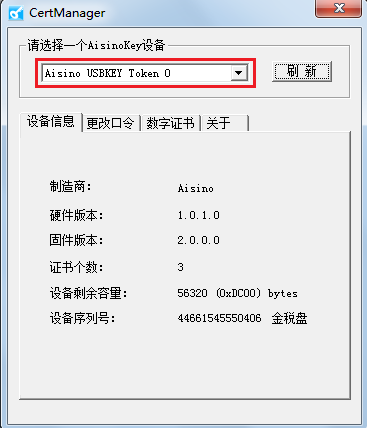 CertManager
请选择一个AisinoKey设备
Aisino USBKEY Token 0
刷 新
设备信息 更改口令 数字证书 关于
制造商: Aisino
硬件版本: 1.0.1.0
固件版本: 2.0.0.0
证书个数: 3
设备剩余容量: 56320 (0xDC00) bytes
设备序列号: 44661545550406 金税盘